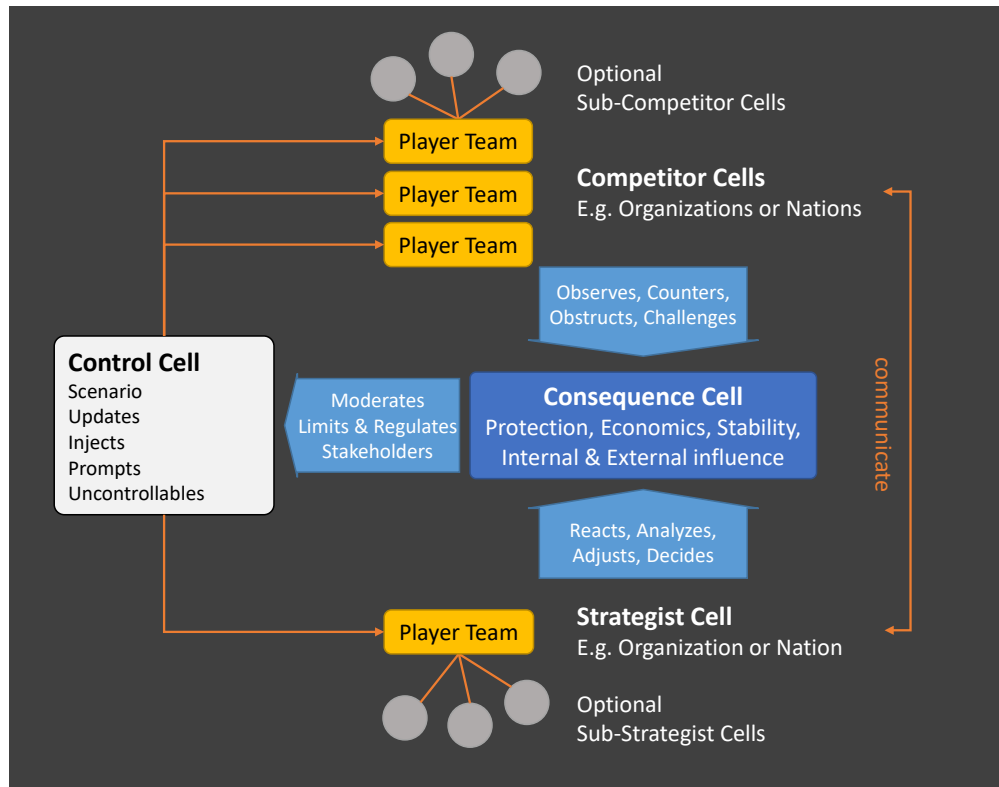 Optional
Sub-Competitor Cells
Player Team
Player Team
Player Team
Competitor Cells
E.g. Organizations or Nations
Observes, Counters,
Obstructs, Challenges
Control Cell
Scenario
Updates
Injects
Prompts
Uncontrollables
Moderates
Limits & Regulates
Stakeholders
Consequence Cell
Protection, Economics, Stability,
Internal & External influence
communicate
Reacts, Analyzes,
Adjusts, Decides
Player Team
Strategist Cell
E.g. Organization or Nation
Optional
Sub-Strategist Cells